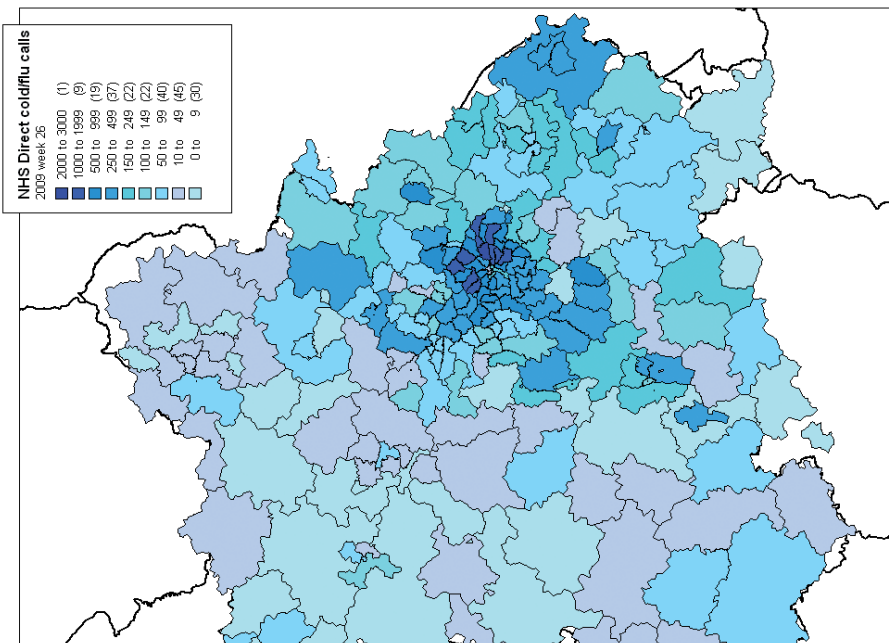 NHS Direct cold/flu calls
2009 week 26
2000 to 3000 (1)
1000 to 1999 (9)
500 to 999 (19)
250 to 499 (37)
150 to 249 (22)
100 to 149 (22)
50 to 99 (40)
10 to 49 (45)
0 to 9 (30)